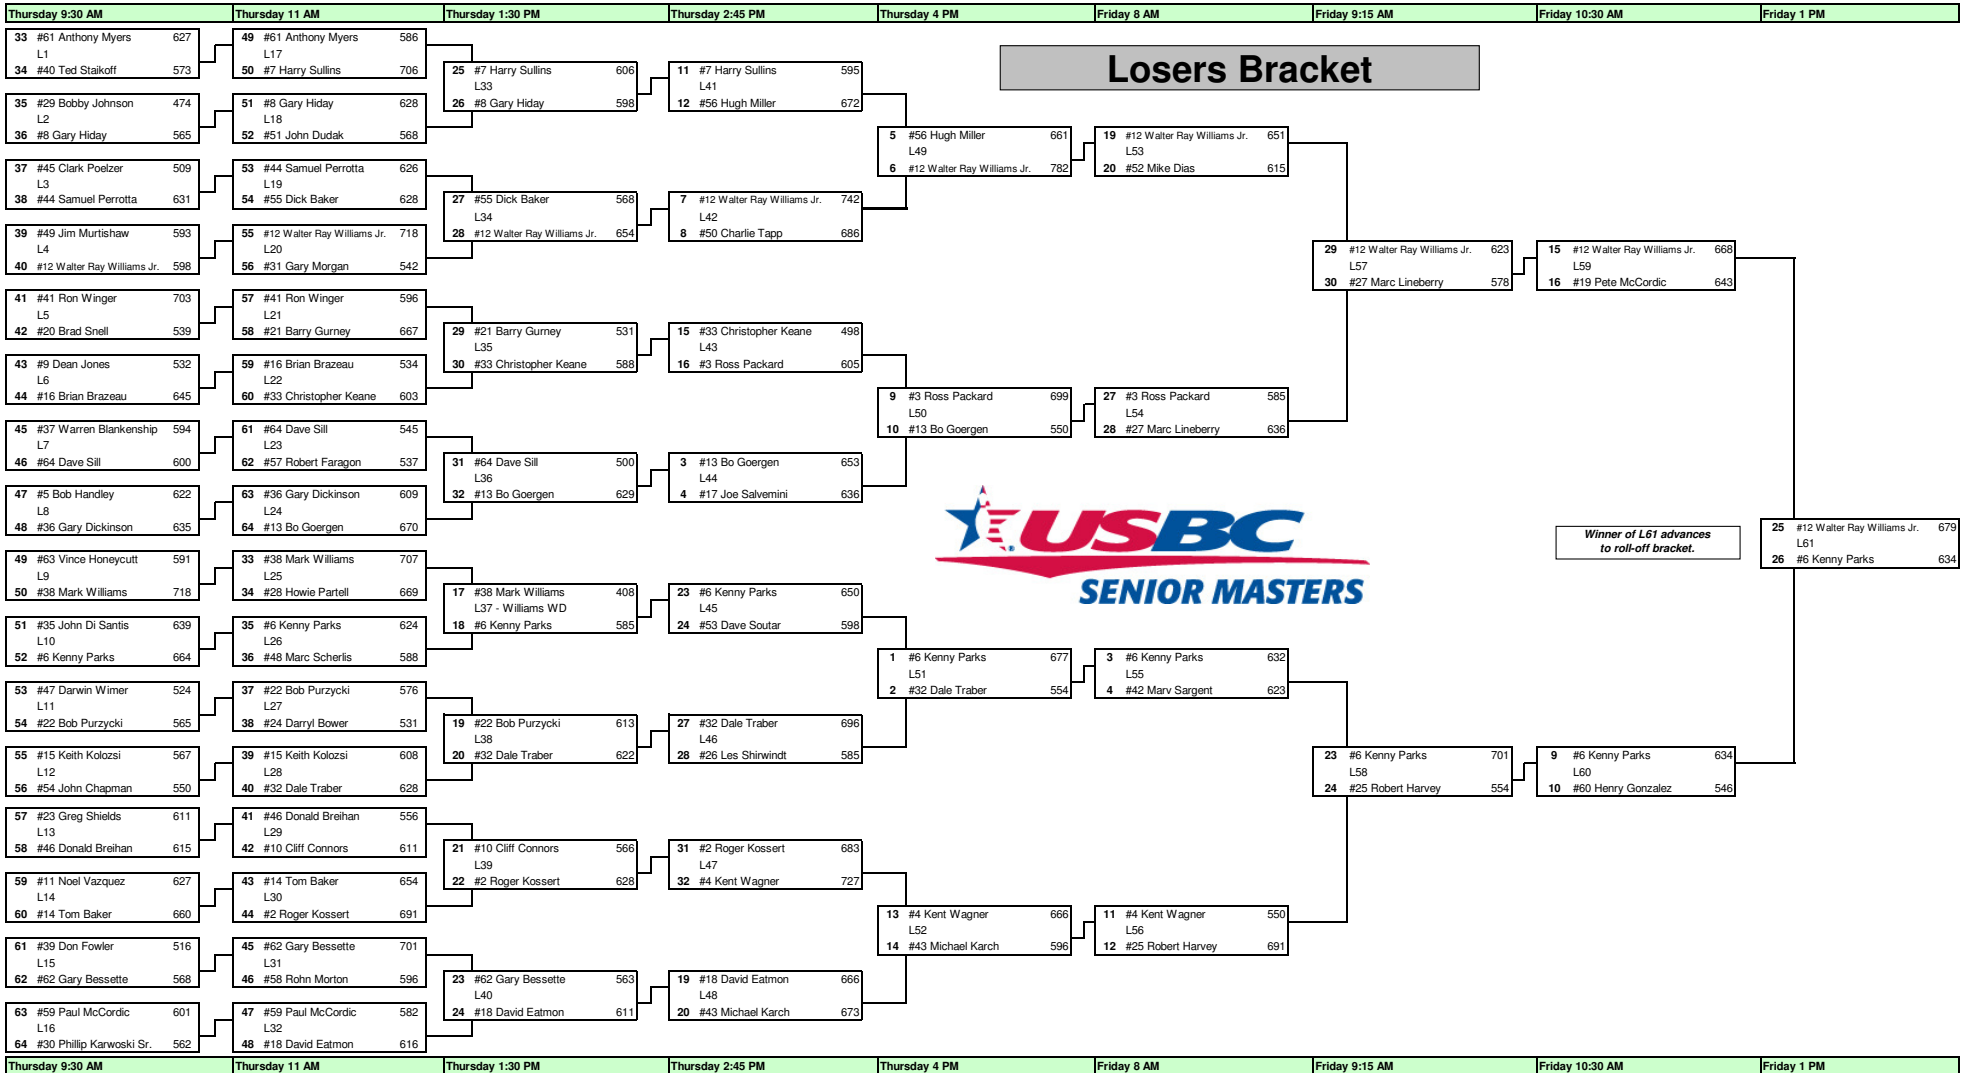 Thursday 9:30 AM
Thursday 11 AM
Thursday 1:30 PM
Thursday 2:45 PM
Thursday 4 PM
Friday 8 AM
Friday 9:15 AM
Friday 10:30 AM
Friday 1 PM
Losers Bracket
33 #61 Anthony Myers 627
L1
34 #40 Ted Staikoff 573
35 #29 Bobby Johnson 474
L2
36 #8 Gary Hiday 565
37 #45 Clark Poelzer 509
L3
38 #44 Samuel Perrotta 631
39 #49 Jim Murtishaw 593
L4
40 #12 Walter Ray Williams Jr. 598
41 #41 Ron Winger 703
L5
42 #20 Brad Snell 539
43 #9 Dean Jones 532
L6
44 #16 Brian Brazeau 645
45 #37 Warren Blankenship 594
L7
46 #64 Dave Sill 600
47 #5 Bob Handley 622
L8
48 #36 Gary Dickinson 635
49 #63 Vince Honeycutt 591
L9
50 #38 Mark Williams 718
51 #35 John Di Santis 639
L10
52 #6 Kenny Parks 664
53 #47 Darwin Wimer 524
L11
54 #22 Bob Purzycki 565
55 #15 Keith Kolozsi 567
L12
56 #54 John Chapman 550
57 #23 Greg Shields 611
L13
58 #46 Donald Breihan 615
59 #11 Noel Vazquez 627
L14
60 #14 Tom Baker 660
61 #39 Don Fowler 516
L15
62 #62 Gary Bessette 568
63 #59 Paul McCordic 601
L16
64 #30 Phillip Karwoski Sr. 562
49 #61 Anthony Myers 586
L17
50 #7 Harry Sullins 706
51 #8 Gary Hiday 628
L18
52 #51 John Dudak 568
53 #44 Samuel Perrotta 626
L19
54 #55 Dick Baker 628
55 #12 Walter Ray Williams Jr. 718
L20
56 #31 Gary Morgan 542
57 #41 Ron Winger 596
L21
58 #21 Barry Gurney 667
59 #16 Brian Brazeau 534
L22
60 #33 Christopher Keane 603
61 #64 Dave Sill 545
L23
62 #57 Robert Faragon 537
63 #36 Gary Dickinson 609
L24
64 #13 Bo Goergen 670
33 #38 Mark Williams 707
L25
34 #28 Howie Partell 669
35 #6 Kenny Parks 624
L26
36 #48 Marc Scherlis 588
37 #22 Bob Purzycki 576
L27
38 #24 Darryl Bower 531
39 #15 Keith Kolozsi 608
L28
40 #32 Dale Traber 628
41 #46 Donald Breihan 556
L29
42 #10 Cliff Connors 611
43 #14 Tom Baker 654
L30
44 #2 Roger Kossert 691
45 #62 Gary Bessette 701
L31
46 #58 Rohn Morton 596
47 #59 Paul McCordic 582
L32
48 #18 David Eatmon 616
25 #7 Harry Sullins 606
L33
26 #8 Gary Hiday 598
27 #55 Dick Baker 568
L34
28 #12 Walter Ray Williams Jr. 654
29 #21 Barry Gurney 531
L35
30 #33 Christopher Keane 588
31 #64 Dave Sill 500
L36
32 #13 Bo Goergen 629
17 #38 Mark Williams 408
L37 - Williams WD
18 #6 Kenny Parks 585
19 #22 Bob Purzycki 613
L38
20 #32 Dale Traber 622
21 #10 Cliff Connors 566
L39
22 #2 Roger Kossert 628
23 #62 Gary Bessette 563
L40
24 #18 David Eatmon 611
11 #7 Harry Sullins 595
L41
12 #56 Hugh Miller 672
7 #12 Walter Ray Williams Jr. 742
L42
8 #50 Charlie Tapp 686
15 #33 Christopher Keane 498
L43
16 #3 Ross Packard 605
3 #13 Bo Goergen 653
L44
4 #17 Joe Salvemini 636
23 #6 Kenny Parks 650
L45
24 #53 Dave Soutar 598
27 #32 Dale Traber 696
L46
28 #26 Les Shirwindt 585
31 #2 Roger Kossert 683
L47
32 #4 Kent Wagner 727
19 #18 David Eatmon 666
L48
20 #43 Michael Karch 673
5 #56 Hugh Miller 661
L49
6 #12 Walter Ray Williams Jr. 782
9 #3 Ross Packard 699
L50
10 #13 Bo Goergen 550
1 #6 Kenny Parks 677
L51
2 #32 Dale Traber 554
13 #4 Kent Wagner 666
L52
14 #43 Michael Karch 596
19 #12 Walter Ray Williams Jr. 651
L53
20 #52 Mike Dias 615
27 #3 Ross Packard 585
L54
28 #27 Marc Lineberry 636
3 #6 Kenny Parks 632
L55
4 #42 Marv Sargent 623
11 #4 Kent Wagner 550
L56
12 #25 Robert Harvey 691
29 #12 Walter Ray Williams Jr. 623
L57
30 #27 Marc Lineberry 578
23 #6 Kenny Parks 701
L58
24 #25 Robert Harvey 554
15 #12 Walter Ray Williams Jr. 668
L59
16 #19 Pete McCordic 643
9 #6 Kenny Parks 634
L60
10 #60 Henry Gonzalez 546
25 #12 Walter Ray Williams Jr. 679
L61
26 #6 Kenny Parks 634
USBC
SENIOR MASTERS
Winner of L61 advances
to roll-off bracket.
Thursday 9:30 AM
Thursday 11 AM
Thursday 1:30 PM
Thursday 2:45 PM
Thursday 4 PM
Friday 8 AM
Friday 9:15 AM
Friday 10:30 AM
Friday 1 PM